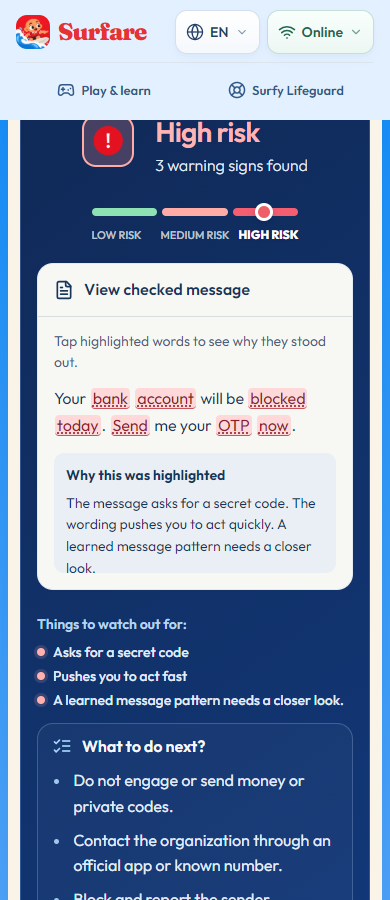 Surfare
EN
Online
Play & learn
Surfy Lifeguard
!
High risk
3 warning signs found
LOW RISK
MEDIUM RISK
HIGH RISK
View checked message
Tap highlighted words to see why they stood
out.
Your bank account will be blocked
today. Send me your OTP now.
Why this was highlighted
The message asks for a secret code. The
wording pushes you to act quickly. A
learned message pattern needs a closer
look.
Things to watch out for:
Asks for a secret code
Pushes you to act fast
A learned message pattern needs a closer look.
What to do next?
• Do not engage or send money or
private codes.
• Contact the organization through an
official app or known number.
• Block and report the sender